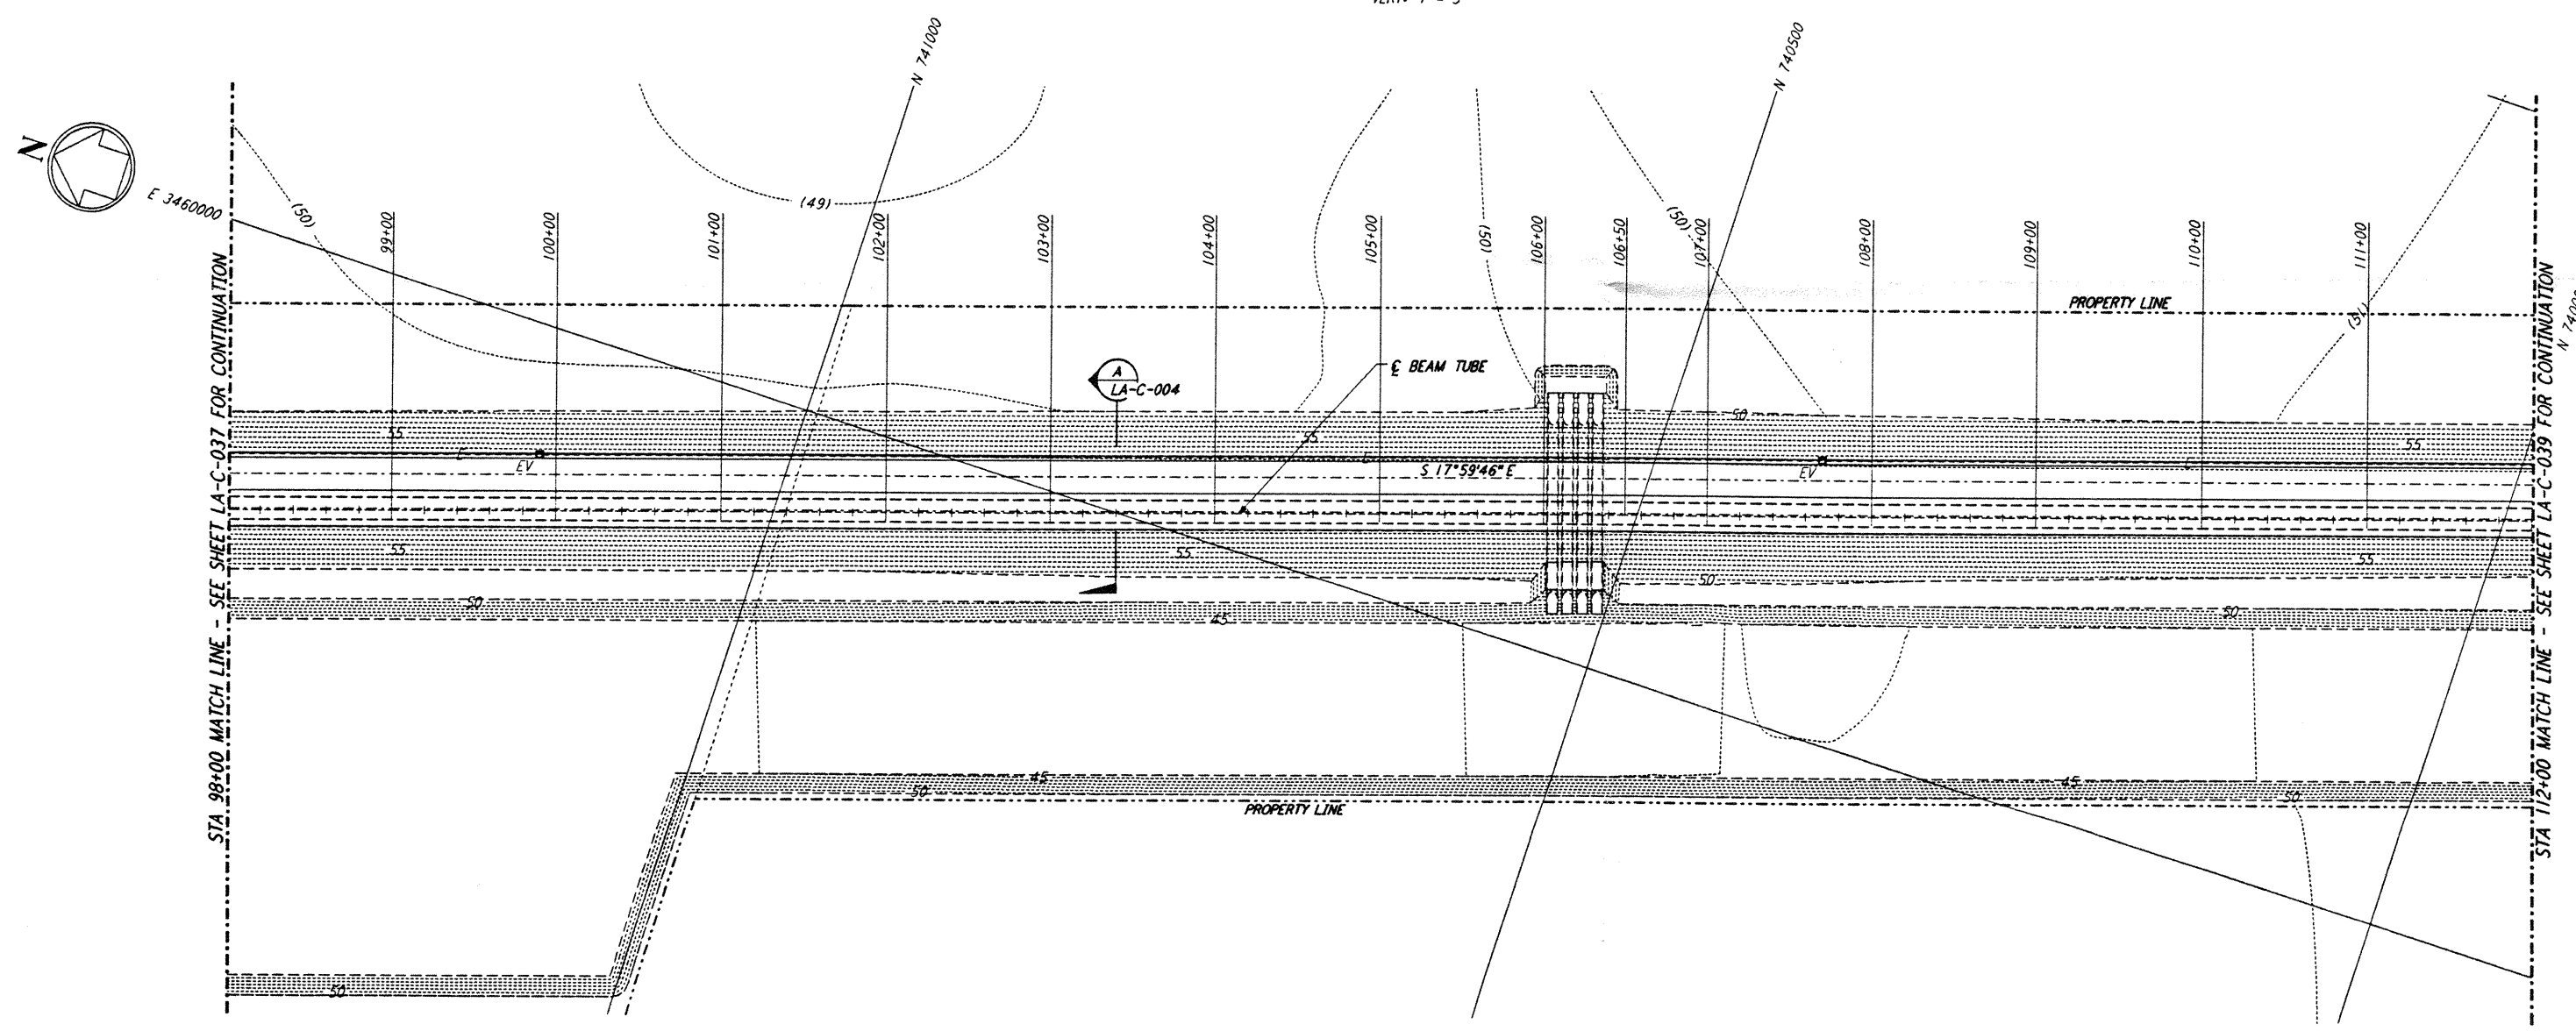 N 741000
N 740500
N
E 3460000
(50)
(49)
(50)
(50)
99+00
100+00
101+00
102+00
103+00
104+00
105+00
106+00
106+50
107+00
108+00
109+00
110+00
111+00
PROPERTY LINE
(51)
STA 98+00 MATCH LINE - SEE SHEET LA-C-037 FOR CONTINUATION
STA 112+00 MATCH LINE - SEE SHEET LA-C-039 FOR CONTINUATION
A
LA-C-004
℄ BEAM TUBE
50
55
55
55
E
EV
E
S 17°59'46" E
EV
E
55
55
55
50
50
45
50
45
50
PROPERTY LINE
45
50
50